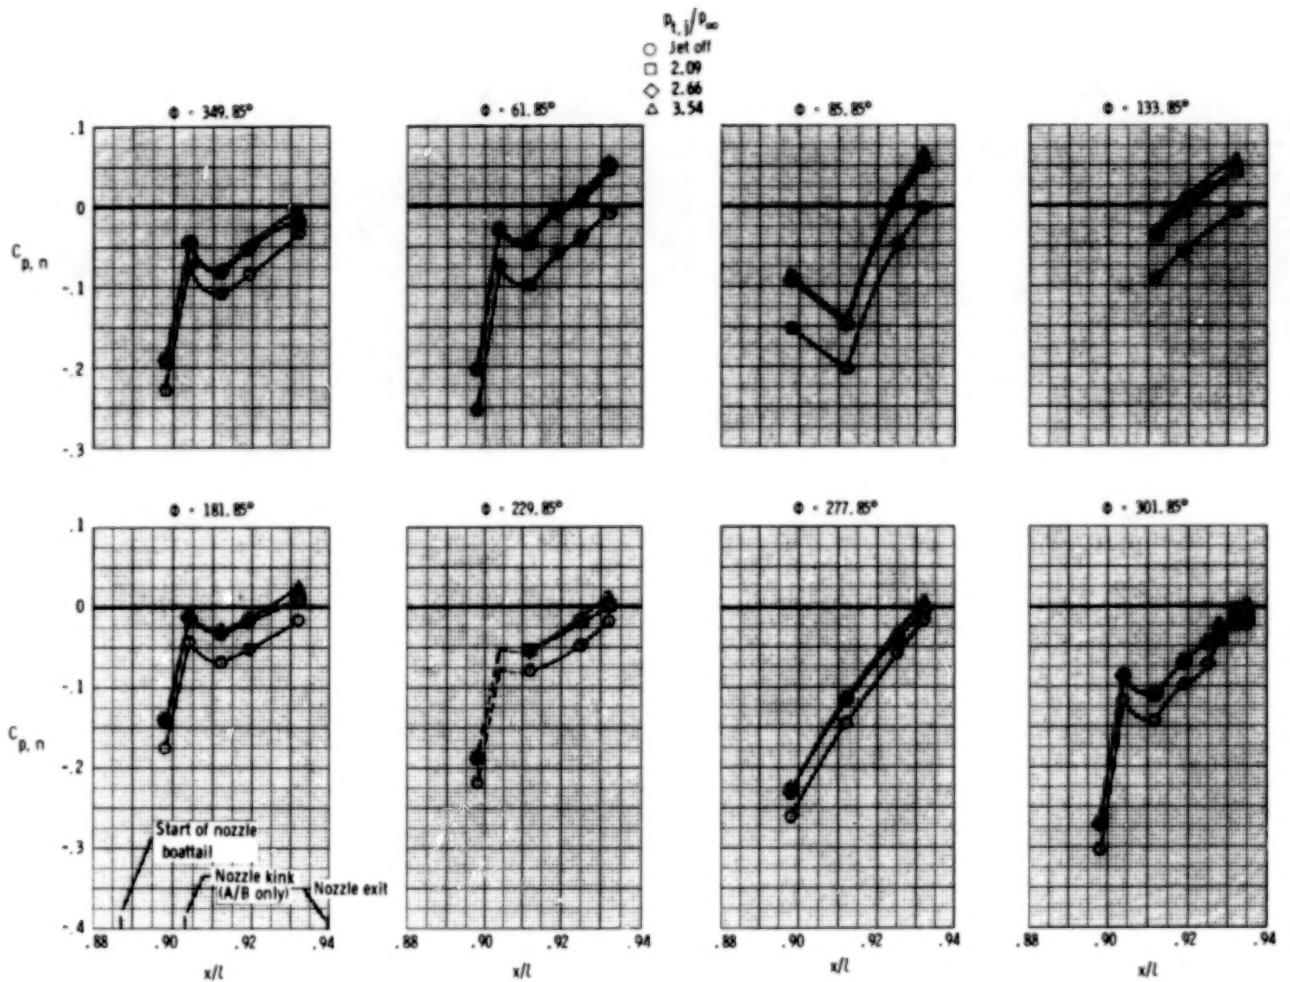 p_t,j/p_∞
○ Jet off
□ 2.09
◇ 2.66
△ 3.54
Φ - 349.85°
Φ - 61.85°
Φ - 85.85°
Φ - 133.85°
.1
0
C_p,n
-.1
-.2
-.3
Φ - 181.85°
Φ - 229.85°
Φ - 277.85°
Φ - 301.85°
.1
0
-.1
C_p,n
-.2
-.3
-.4
Start of nozzle
boattail
Nozzle kink
(A/B only)
Nozzle exit
.88 .90 .92 .94 .88 .90 .92 .94 .88 .90 .92 .94 .88 .90 .92 .94
x/l x/l x/l x/l